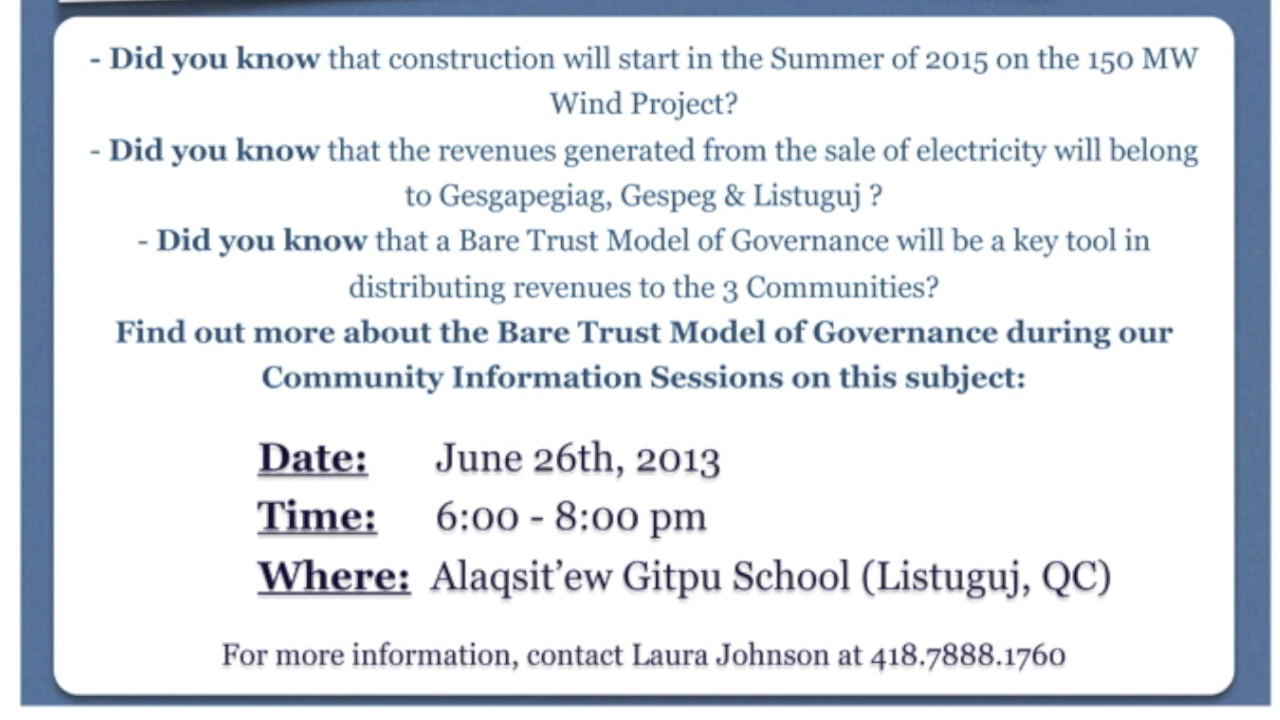 - Did you know that construction will start in the Summer of 2015 on the 150 MW
Wind Project?
- Did you know that the revenues generated from the sale of electricity will belong
to Gesgapegiag, Gespeg & Listuguj ?
- Did you know that a Bare Trust Model of Governance will be a key tool in
distributing revenues to the 3 Communities?
Find out more about the Bare Trust Model of Governance during our
Community Information Sessions on this subject:
Date: June 26th, 2013
Time: 6:00 - 8:00 pm
Where: Alaqsit'ew Gitpu School (Listuguj, QC)
For more information, contact Laura Johnson at 418.7888.1760